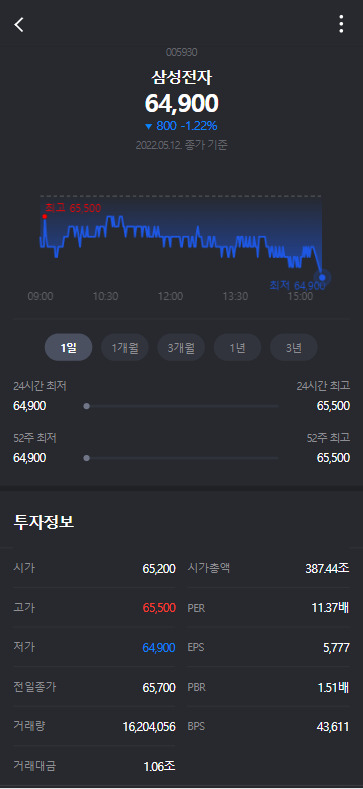 005930
삼성전자
64,900
▼ 800 -1.22%
2022.05.12. 종가 기준
최고 65,500
최저 64,900
09:00 10:30 12:00 13:30 15:00
1일 1개월 3개월 1년 3년
24시간 최저 24시간 최고
64,900 65,500
52주 최저 52주 최고
64,900 65,500
투자정보
시가 65,200 시가총액 387.44조
고가 65,500 PER 11.37배
저가 64,900 EPS 5,777
전일종가 65,700 PBR 1.51배
거래량 16,204,056 BPS 43,611
거래대금 1.06조